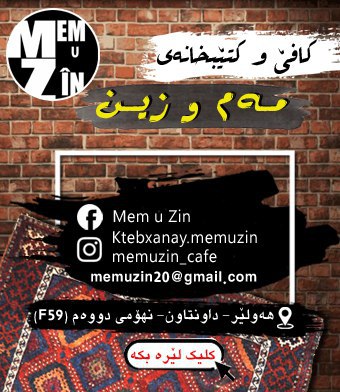 MEM
U
ZÎN
کافێ و کتێبخانەی
مەم و زین
Mem u Zin
Ktebxanay.memuzin
memuzin_cafe
memuzin20@gmail.com
هەولێر- داونتاون- نهۆمی دووەم (F59)
کلیک لێرە بکە